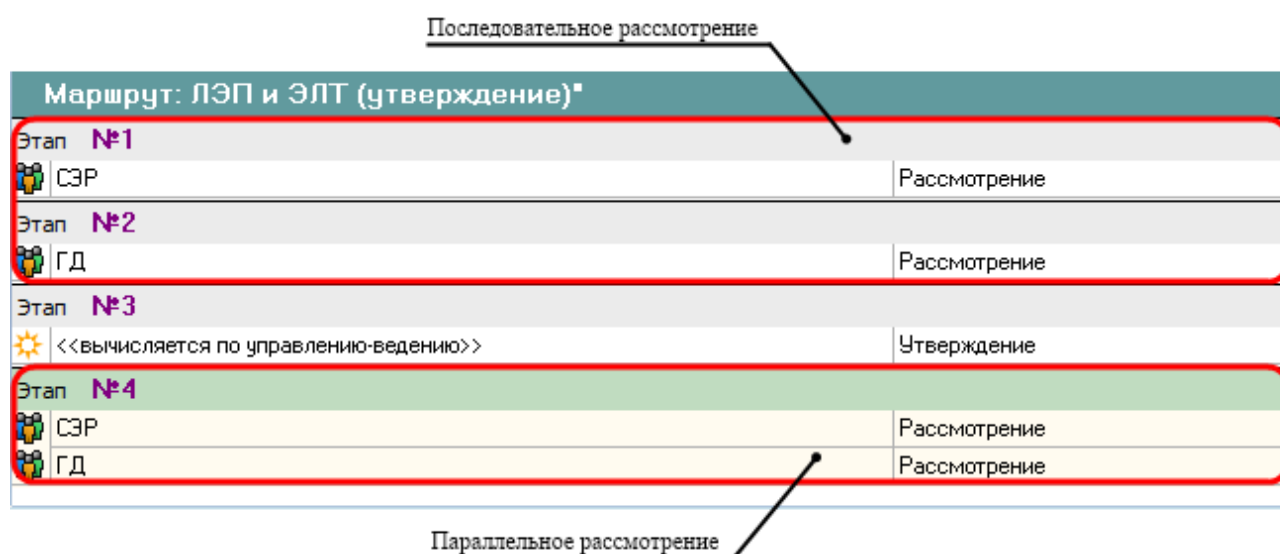 Последовательное рассмотрение
Маршрут: ЛЭП и ЭЛТ (утверждение)"
Этап №1
СЭР Рассмотрение
Этап №2
ГД Рассмотрение
Этап №3
<<вычисляется по управлению-ведению>> Утверждение
Этап №4
СЭР Рассмотрение
ГД Рассмотрение
Параллельное рассмотрение